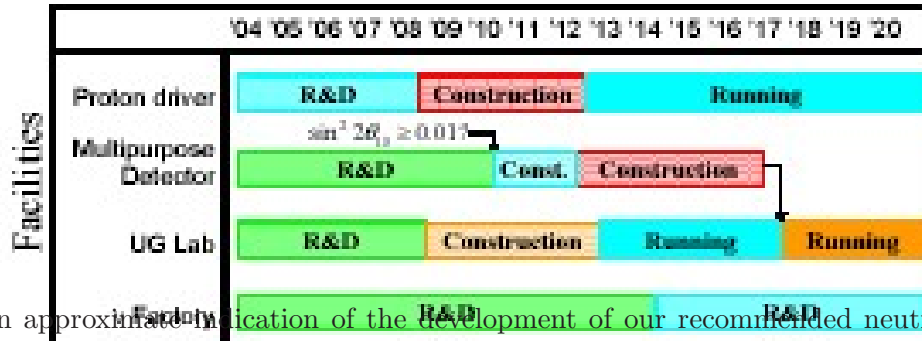 '04 '05 '06 '07 '08 '09 '10 '11 '12 '13 '14 '15 '16 '17 '18 '19 '20
Facilities
Proton driver R&D Construction Running
sin² 2θ₁₃ ≥ 0.01?
Multipurpose Detector R&D Const. Construction
UG Lab R&D Construction Running Running
ν Factory R&D R&D
n approximate indication of the development of our recommended neut